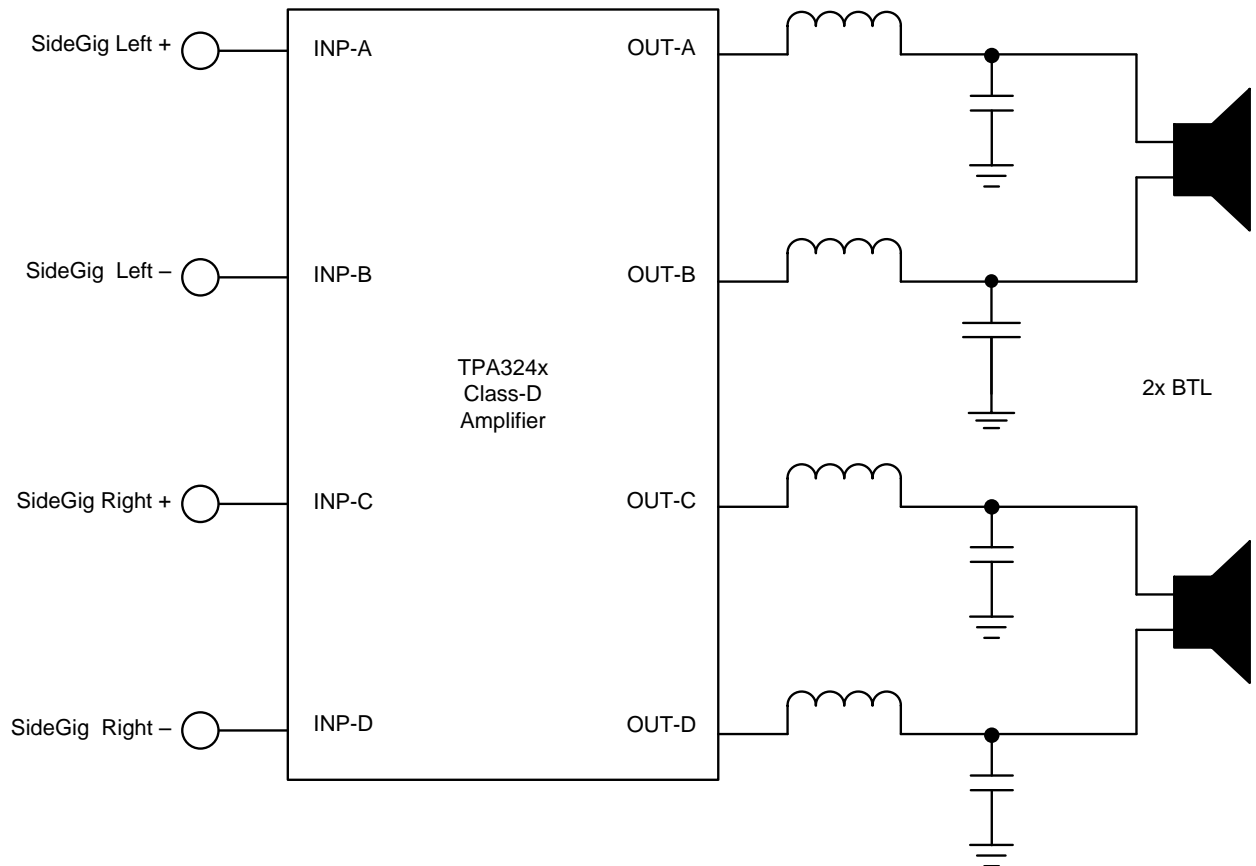 SideGig Left +
INP-A
OUT-A
SideGig Left –
INP-B
OUT-B
TPA324x
Class-D
Amplifier
2x BTL
SideGig Right +
INP-C
OUT-C
SideGig Right –
INP-D
OUT-D